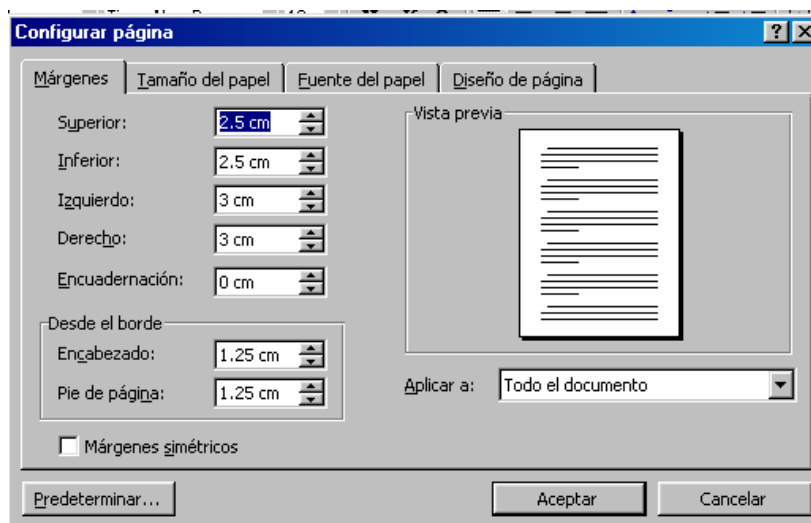 Configurar página
Márgenes Tamaño del papel Fuente del papel Diseño de página
Superior: 2.5 cm
Inferior: 2.5 cm
Izquierdo: 3 cm
Derecho: 3 cm
Encuadernación: 0 cm
Desde el borde
Encabezado: 1.25 cm
Pie de página: 1.25 cm
Márgenes simétricos
Vista previa
Aplicar a: Todo el documento
Predeterminar... Aceptar Cancelar